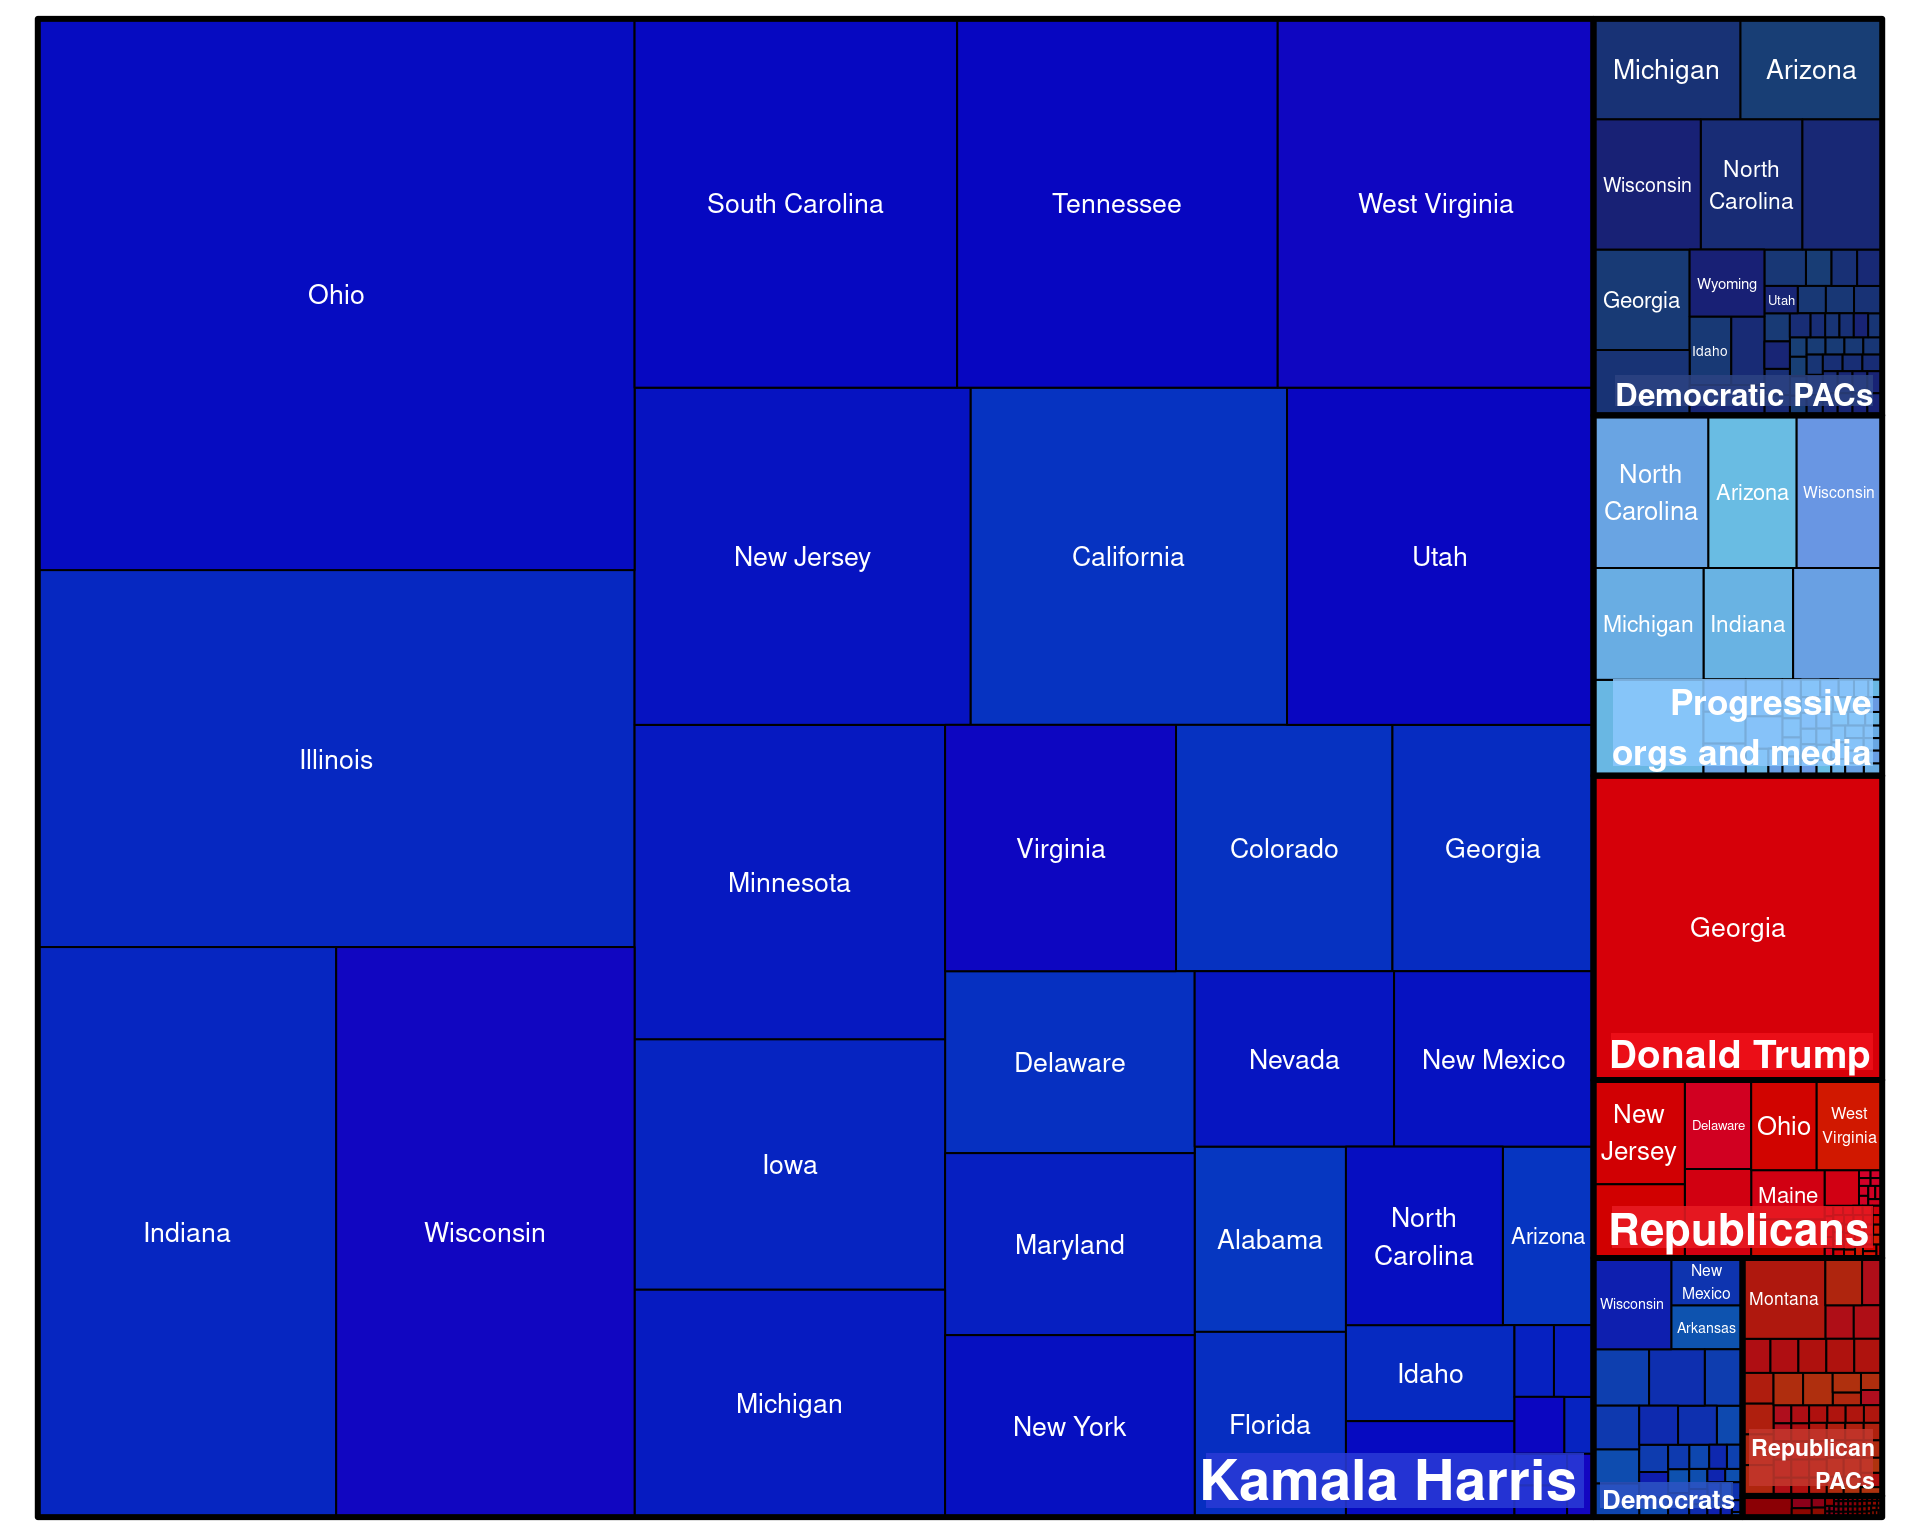 Ohio
Illinois
Indiana
Wisconsin
South Carolina
Tennessee
West Virginia
New Jersey
California
Utah
Minnesota
Virginia
Colorado
Georgia
Iowa
Delaware
Nevada
New Mexico
Maryland
Alabama
North
Carolina
Arizona
Michigan
New York
Florida
Idaho
Kamala Harris
Michigan
Arizona
Wisconsin
North
Carolina
Georgia
Wyoming
Utah
Idaho
Democratic PACs
North
Carolina
Arizona
Wisconsin
Michigan
Indiana
Progressive
orgs and media
Georgia
Donald Trump
New
Jersey
Delaware
Ohio
West
Virginia
Maine
Republicans
Wisconsin
New
Mexico
Arkansas
Democrats
Montana
Republican
PACs